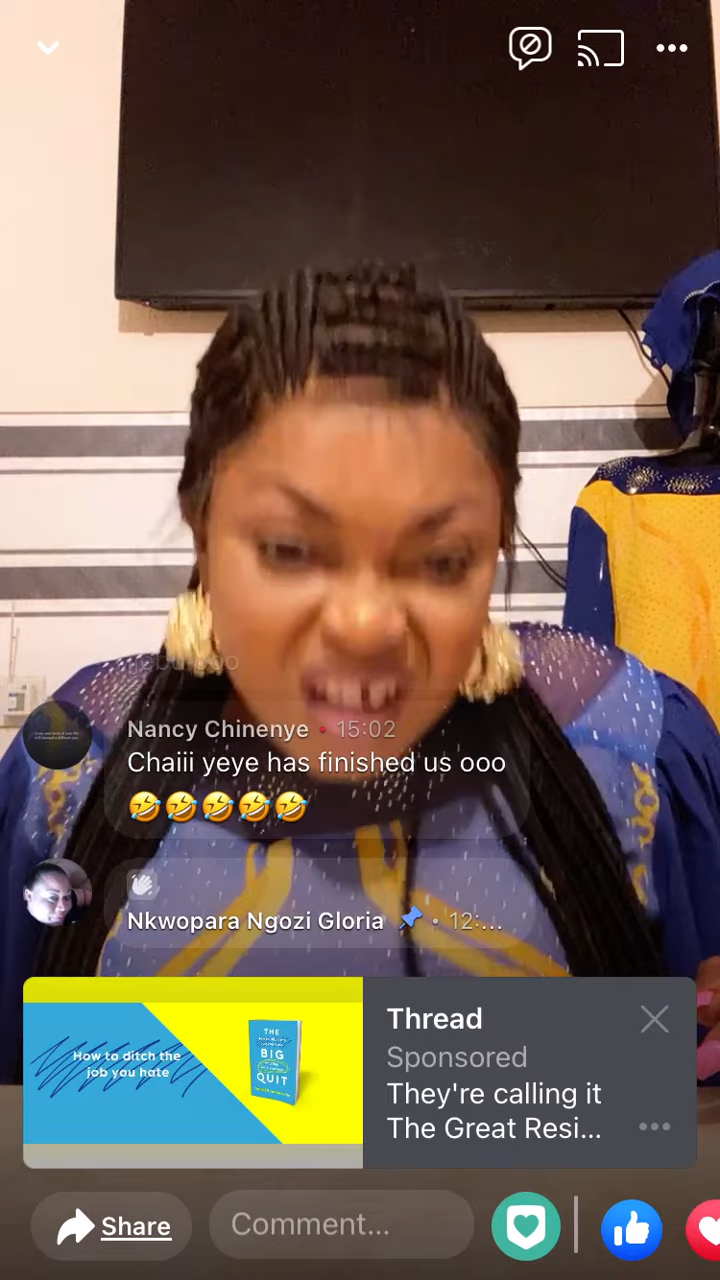 Nancy Chinenye • 15:02
Chaiii yeye has finished us ooo
🤣🤣🤣🤣🤣
Nkwopara Ngozi Gloria 📌 • 12:...
How to ditch the
job you hate
THE
BIG
QUIT
Thread
Sponsored
They're calling it
The Great Resi...
Share
Comment...